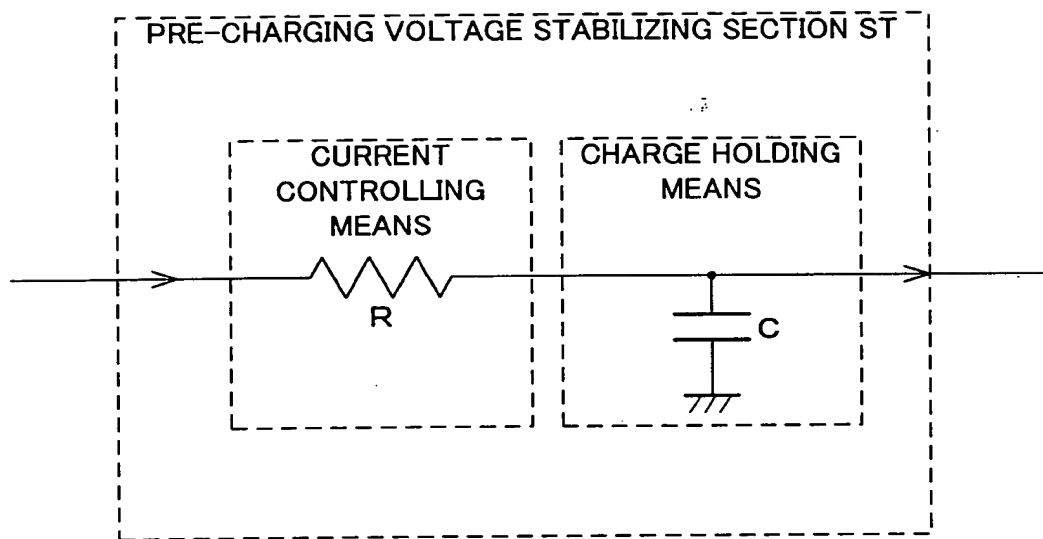 PRE-CHARGING VOLTAGE STABILIZING SECTION ST
CURRENT
CONTROLLING
MEANS
CHARGE HOLDING
MEANS
R
C